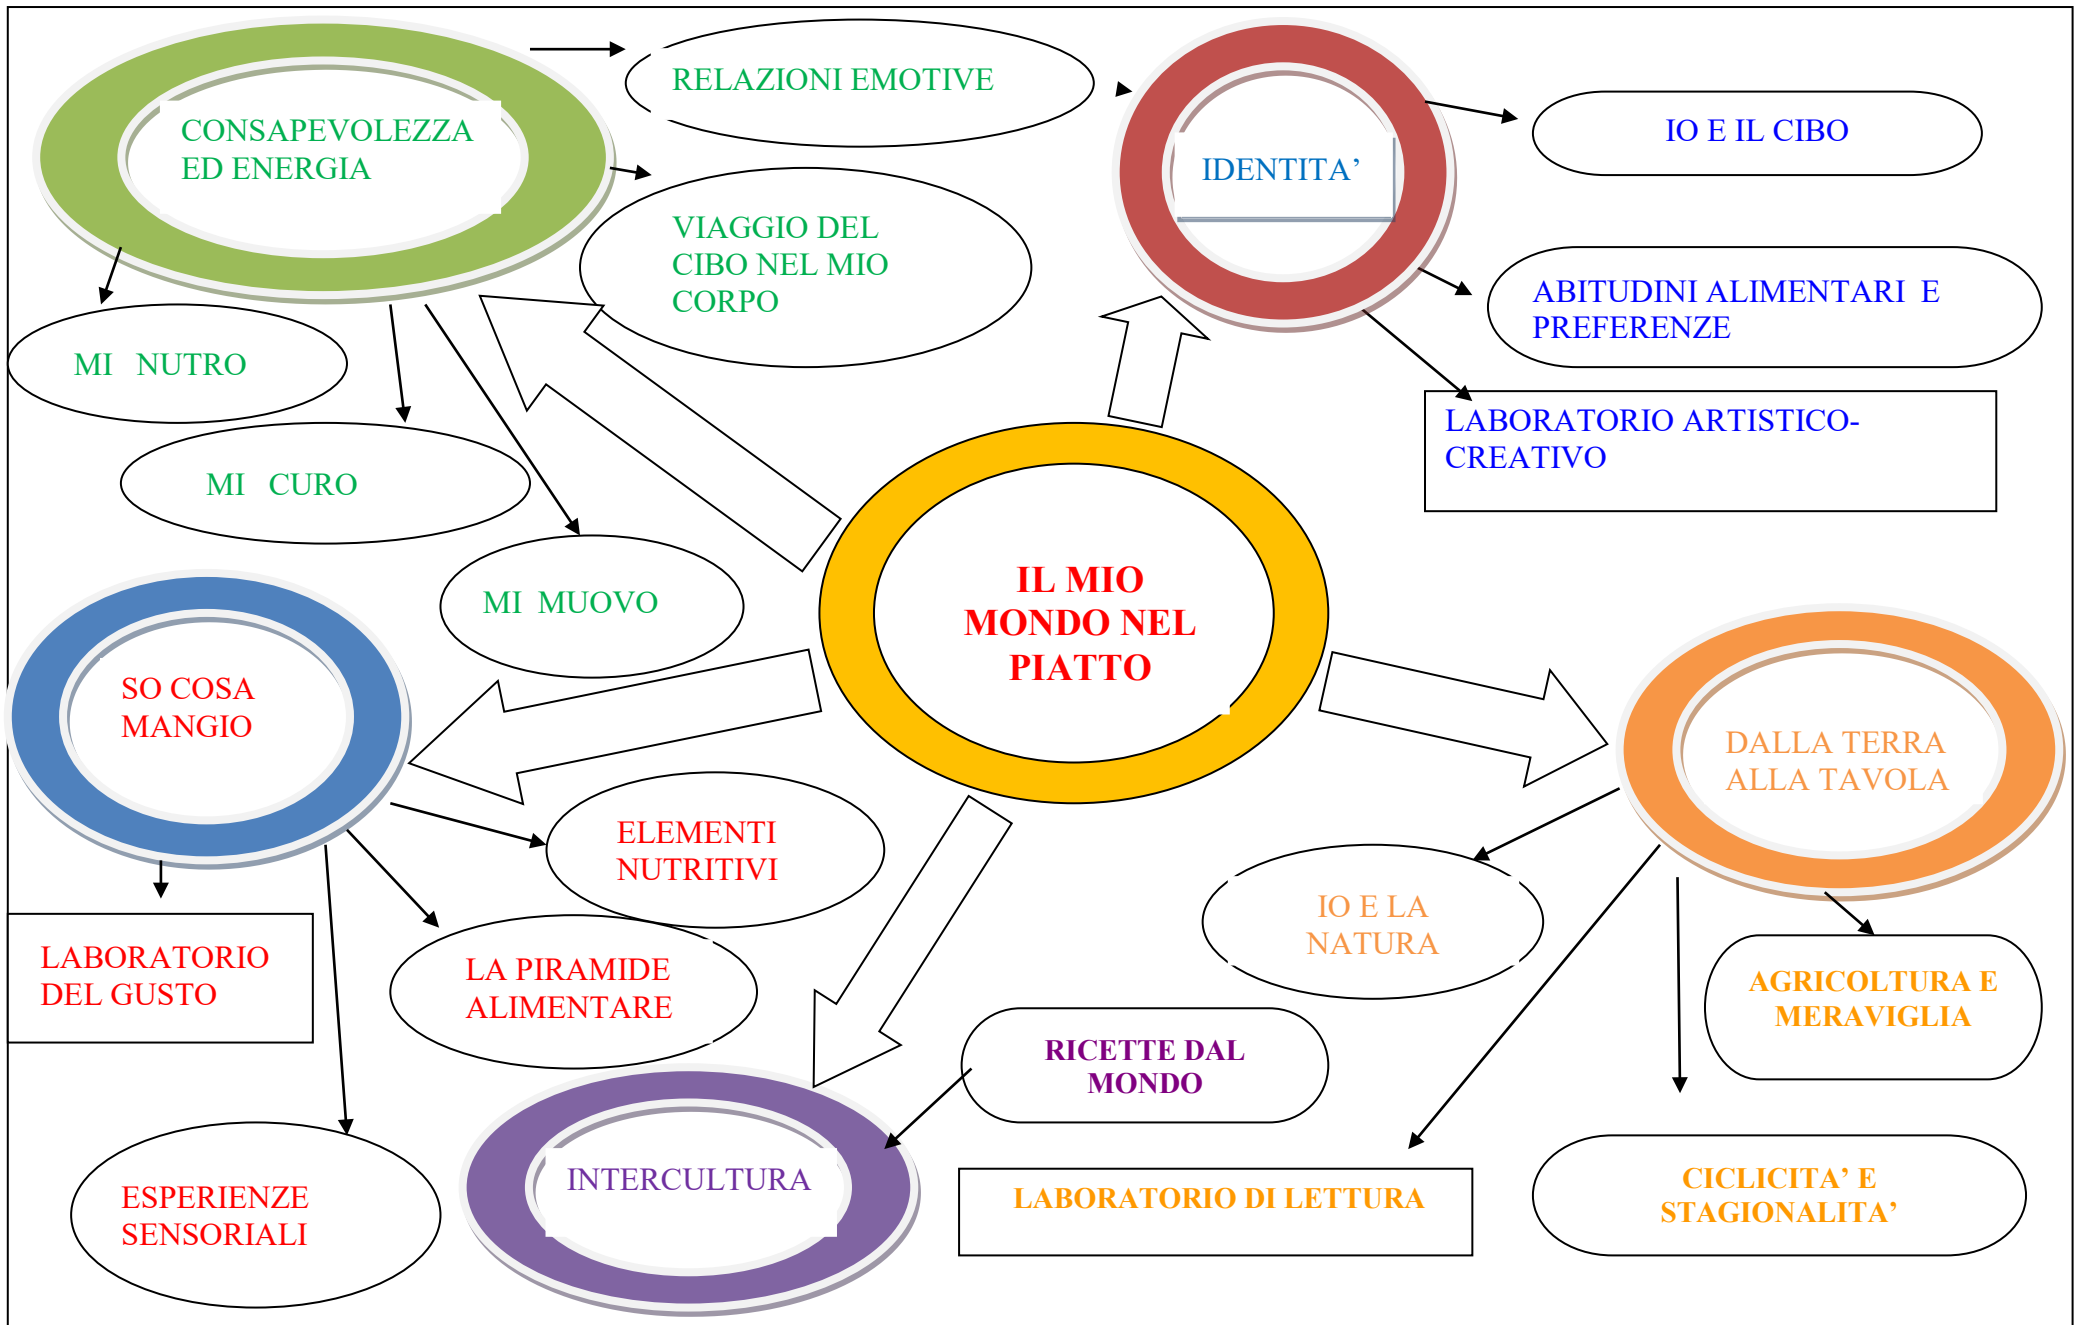 RELAZIONI EMOTIVE
CONSAPEVOLEZZA
ED ENERGIA
IDENTITA’
IO E IL CIBO
VIAGGIO DEL
CIBO NEL MIO
CORPO
ABITUDINI ALIMENTARI  E
PREFERENZE
MI   NUTRO
LABORATORIO ARTISTICO-
CREATIVO
MI   CURO
MI  MUOVO
IL MIO
MONDO NEL
PIATTO
SO COSA
MANGIO
DALLA TERRA
ALLA TAVOLA
ELEMENTI
NUTRITIVI
IO E LA
NATURA
LABORATORIO
DEL GUSTO
LA PIRAMIDE
ALIMENTARE
AGRICOLTURA E
MERAVIGLIA
RICETTE DAL
MONDO
INTERCULTURA
ESPERIENZE
SENSORIALI
LABORATORIO DI LETTURA
CICLICITA’ E
STAGIONALITA’